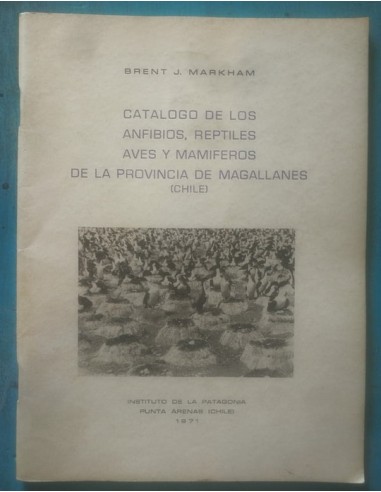 BRENT J. MARKHAM
CATALOGO DE LOS
ANFIBIOS, REPTILES
AVES Y MAMIFEROS
DE LA PROVINCIA DE MAGALLANES
(CHILE)
INSTITUTO DE LA PATAGONIA
PUNTA ARENAS (CHILE)
1971